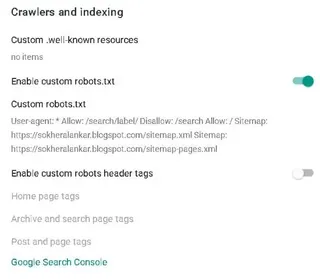 Crawlers and indexing
Custom .well-known resources
no items
Enable custom robots.txt
Custom robots.txt
User-agent: * Allow: /search/label/ Disallow: /search Allow: / Sitemap:
https://sokheralankar.blogspot.com/sitemap.xml Sitemap:
https://sokheralankar.blogspot.com/sitemap-pages.xml
Enable custom robots header tags
Home page tags
Archive and search page tags
Post and page tags
Google Search Console